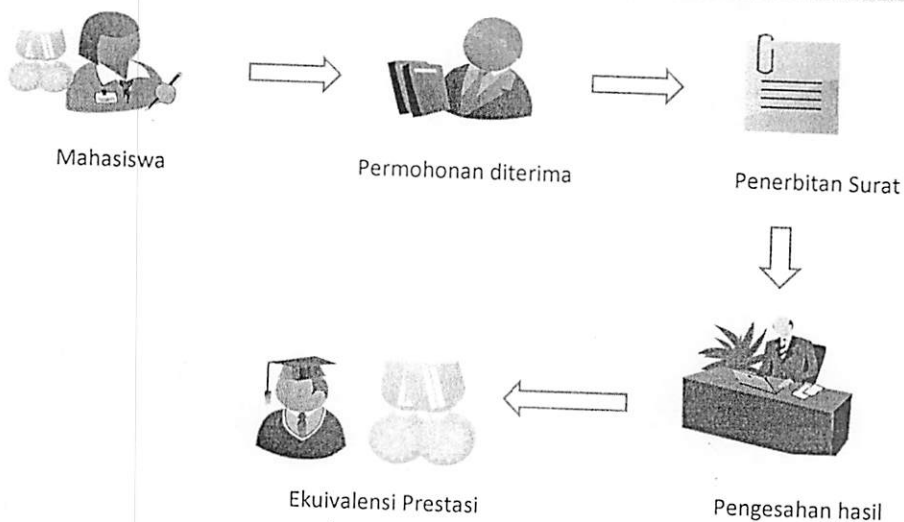 Mahasiswa
Permohonan diterima
Penerbitan Surat
Pengesahan hasil
Ekuivalensi Prestasi